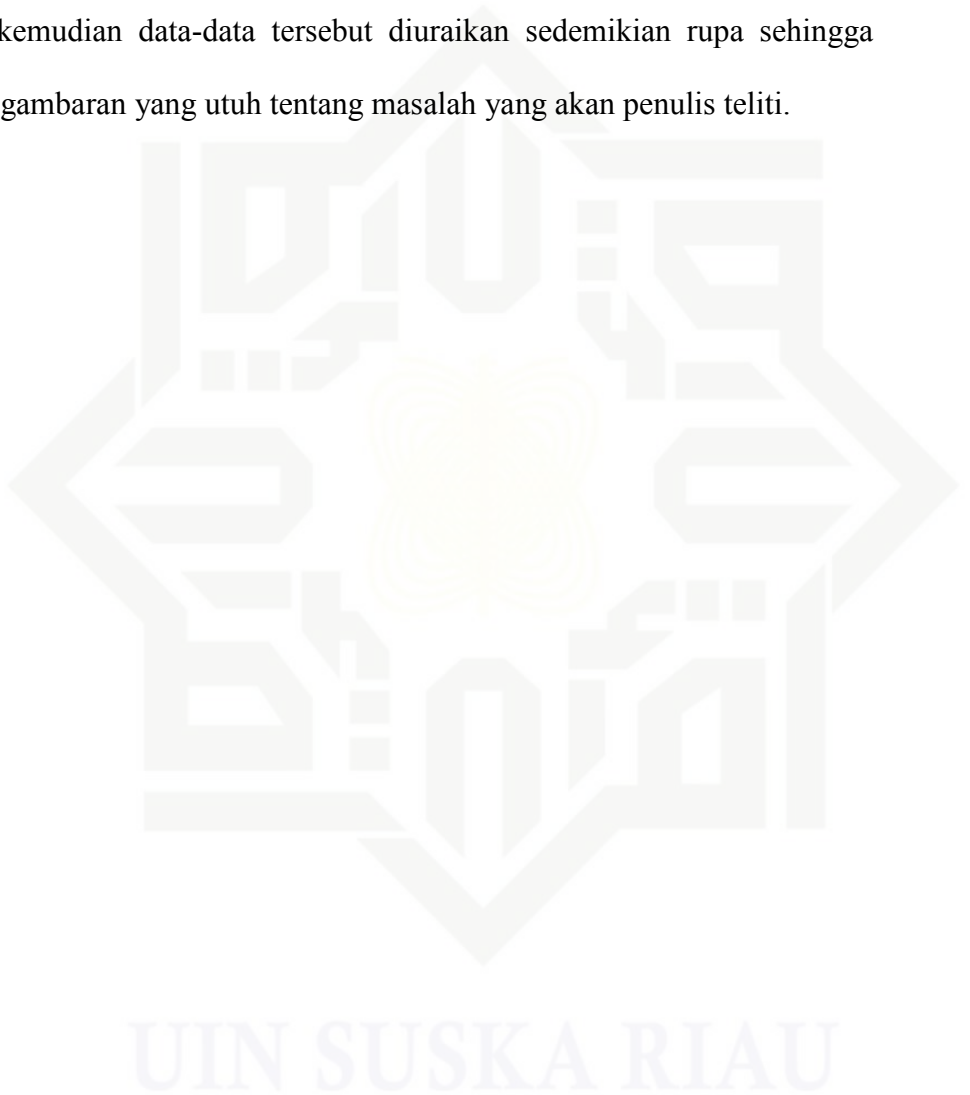 kemudian data-data tersebut diuraikan sedemikian rupa sehingga
gambaran yang utuh tentang masalah yang akan penulis teliti.
UIN SUSKA RIAU